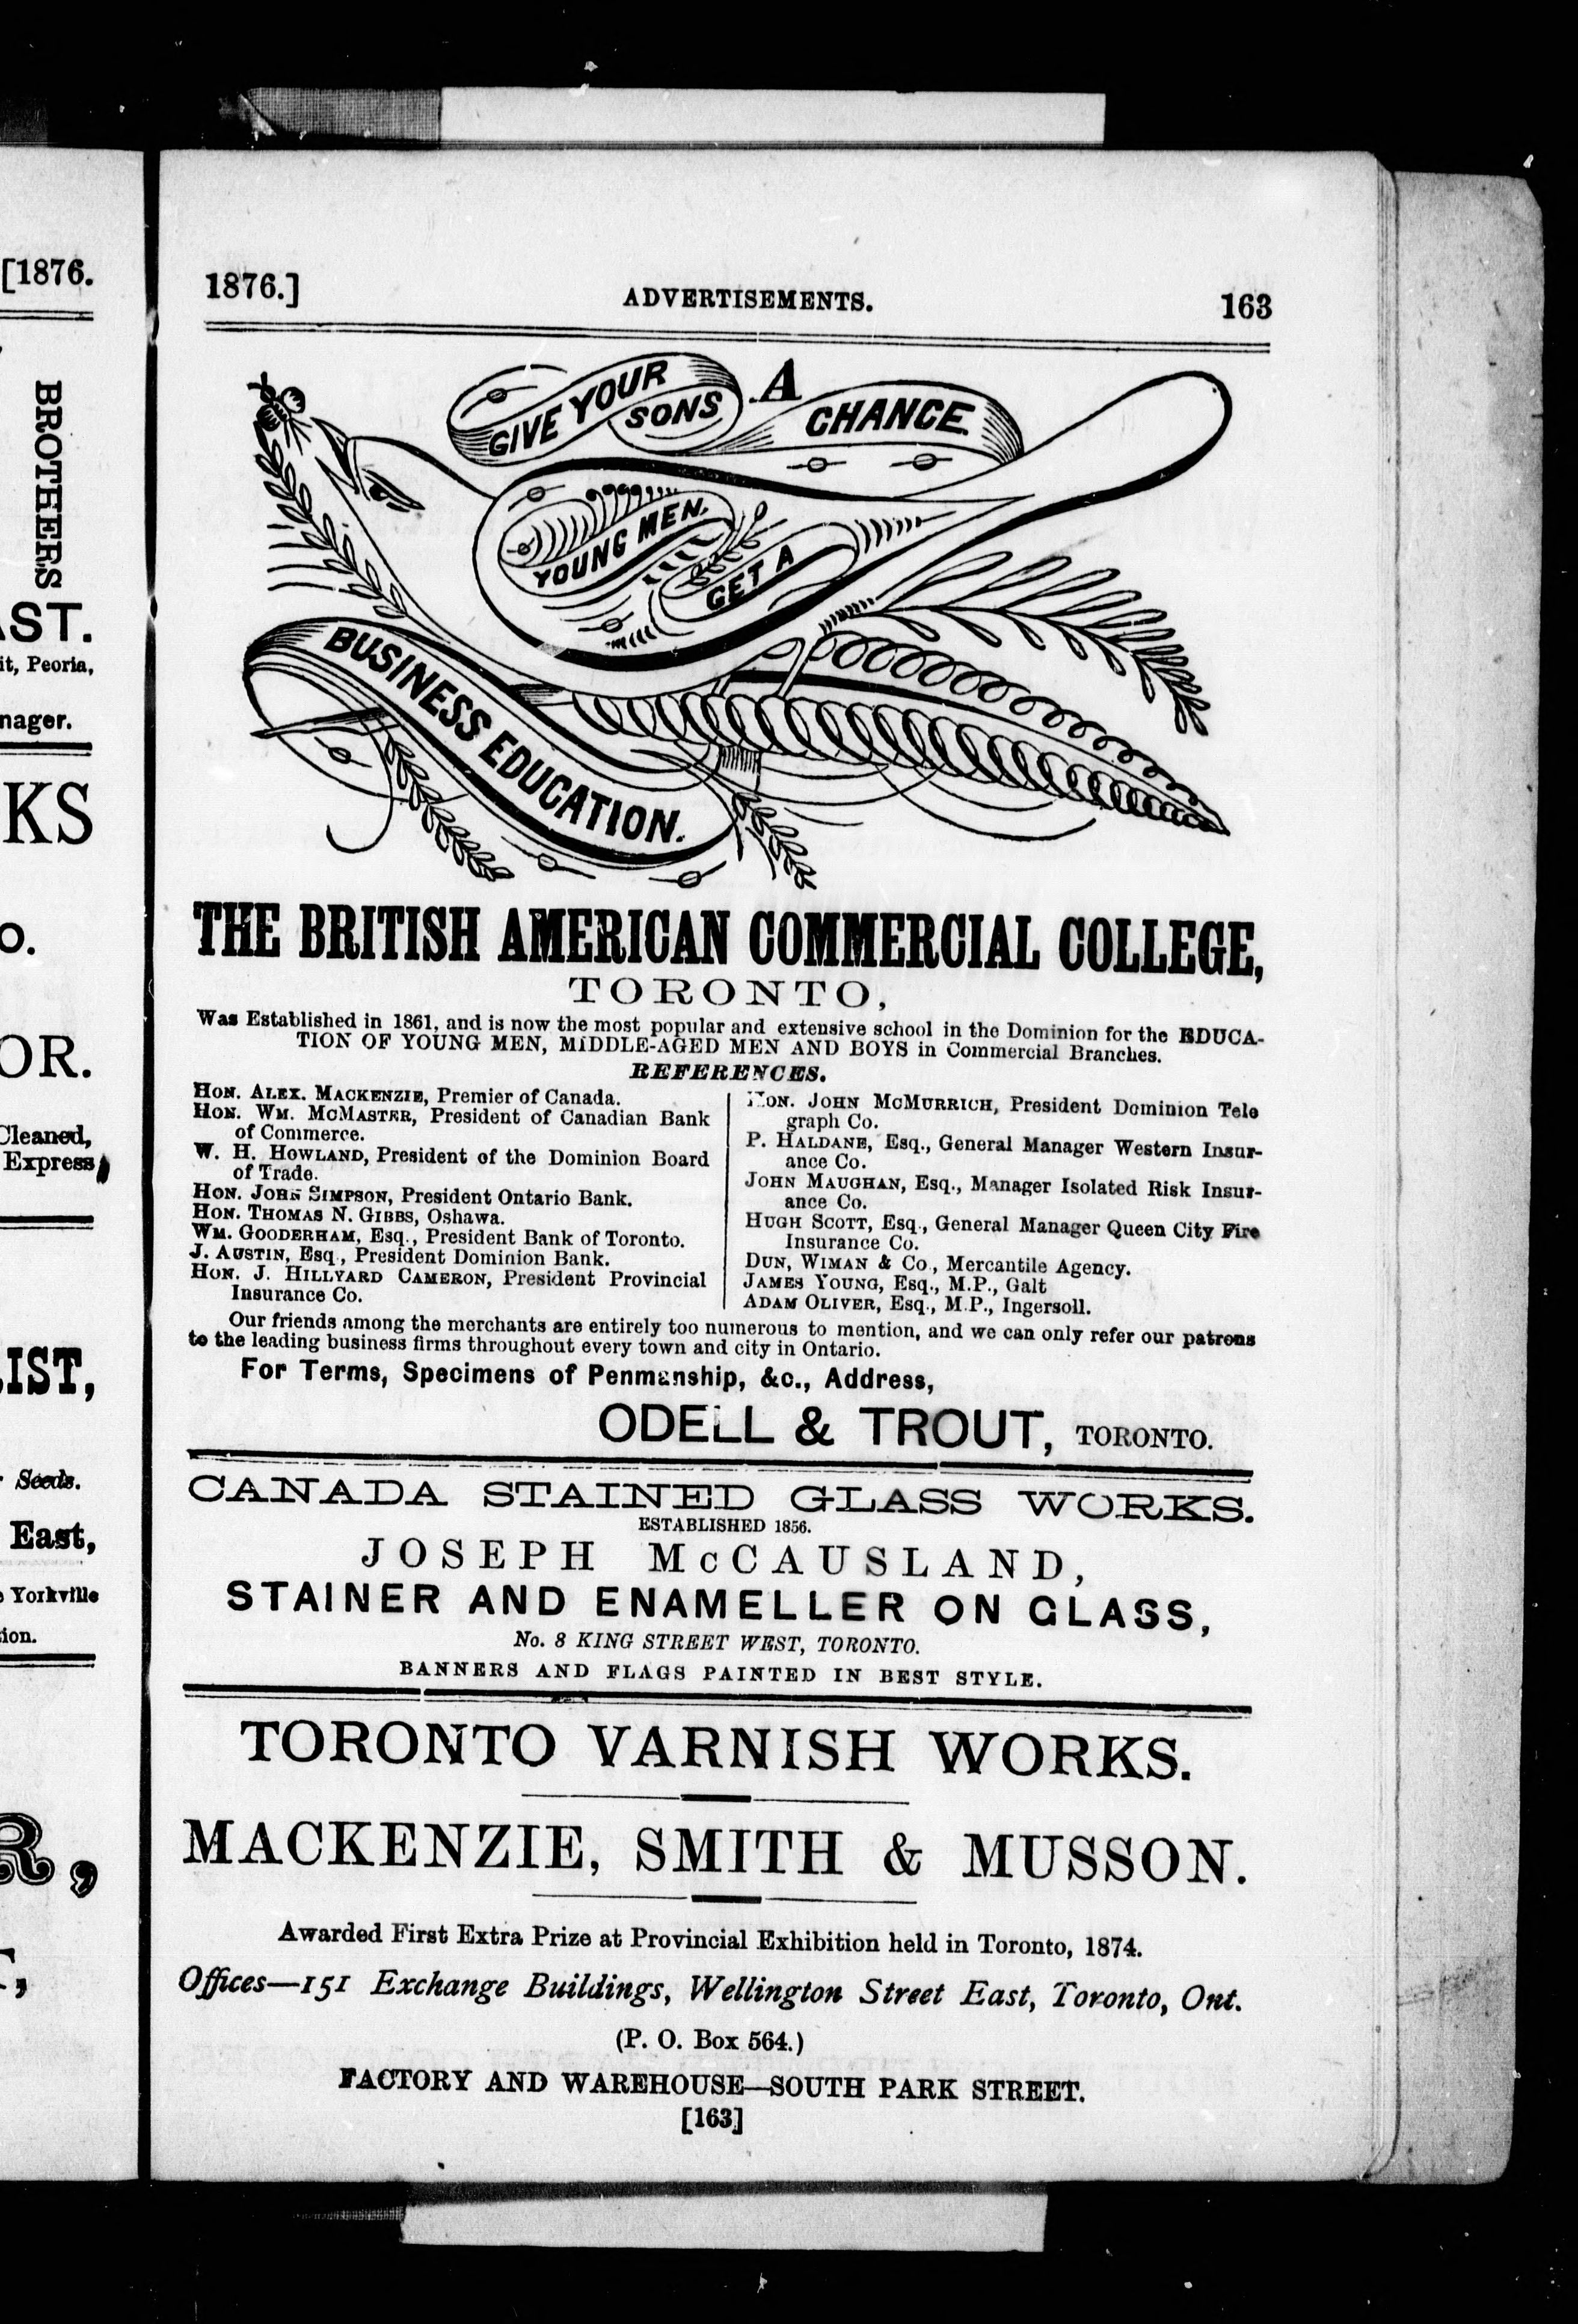 [1876.
BROTHERS
AST.
it, Peoria,
nager.
KS
O.
OR.
Cleaned,
Express
IST,
Seeds.
East,
Yorkville
ion.
R,
1876.] ADVERTISEMENTS. 163
GIVE YOUR
SONS
A
CHANCE.
YOUNG MEN.
GET A
BUSINESS EDUCATION.
THE BRITISH AMERICAN COMMERCIAL COLLEGE,
TORONTO,
Was Established in 1861, and is now the most popular and extensive school in the Dominion for the EDUCA-
TION OF YOUNG MEN, MIDDLE-AGED MEN AND BOYS in Commercial Branches.
REFERENCES.
HON. ALEX. MACKENZIE, Premier of Canada.
HON. WM. MCMASTER, President of Canadian Bank
of Commerce.
W. H. HOWLAND, President of the Dominion Board
of Trade.
HON. JOHN SIMPSON, President Ontario Bank.
HON. THOMAS N. GIBBS, Oshawa.
WM. GOODERHAM, Esq., President Bank of Toronto.
J. AUSTIN, Esq., President Dominion Bank.
HON. J. HILLYARD CAMERON, President Provincial
Insurance Co.
HON. JOHN MCMURRICH, President Dominion Tele
graph Co.
P. HALDANE, Esq., General Manager Western Insur-
ance Co.
JOHN MAUGHAN, Esq., Manager Isolated Risk Insur-
ance Co.
HUGH SCOTT, Esq., General Manager Queen City Fire
Insurance Co.
DUN, WIMAN & Co., Mercantile Agency.
JAMES YOUNG, Esq., M.P., Galt
ADAM OLIVER, Esq., M.P., Ingersoll.
Our friends among the merchants are entirely too numerous to mention, and we can only refer our patrons
to the leading business firms throughout every town and city in Ontario.
For Terms, Specimens of Penmanship, &c., Address,
ODELL & TROUT, TORONTO.
CANADA STAINED GLASS WORKS.
ESTABLISHED 1856.
JOSEPH McCAUSLAND,
STAINER AND ENAMELLER ON GLASS,
No. 8 KING STREET WEST, TORONTO.
BANNERS AND FLAGS PAINTED IN BEST STYLE.
TORONTO VARNISH WORKS.
MACKENZIE, SMITH & MUSSON.
Awarded First Extra Prize at Provincial Exhibition held in Toronto, 1874.
Offices—151 Exchange Buildings, Wellington Street East, Toronto, Ont.
(P. O. Box 564.)
FACTORY AND WAREHOUSE—SOUTH PARK STREET.
[163]